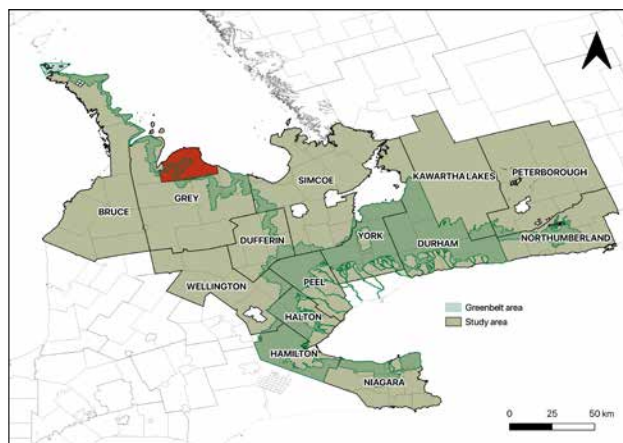 KAWARTHA LAKES
PETERBOROUGH
SIMCOE
GREY
BRUCE
DUFFERIN
YORK
DURHAM
NORTHUMBERLAND
WELLINGTON
PEEL
HALTON
HAMILTON
NIAGARA
Greenbelt area
Study area
0 25 50 km